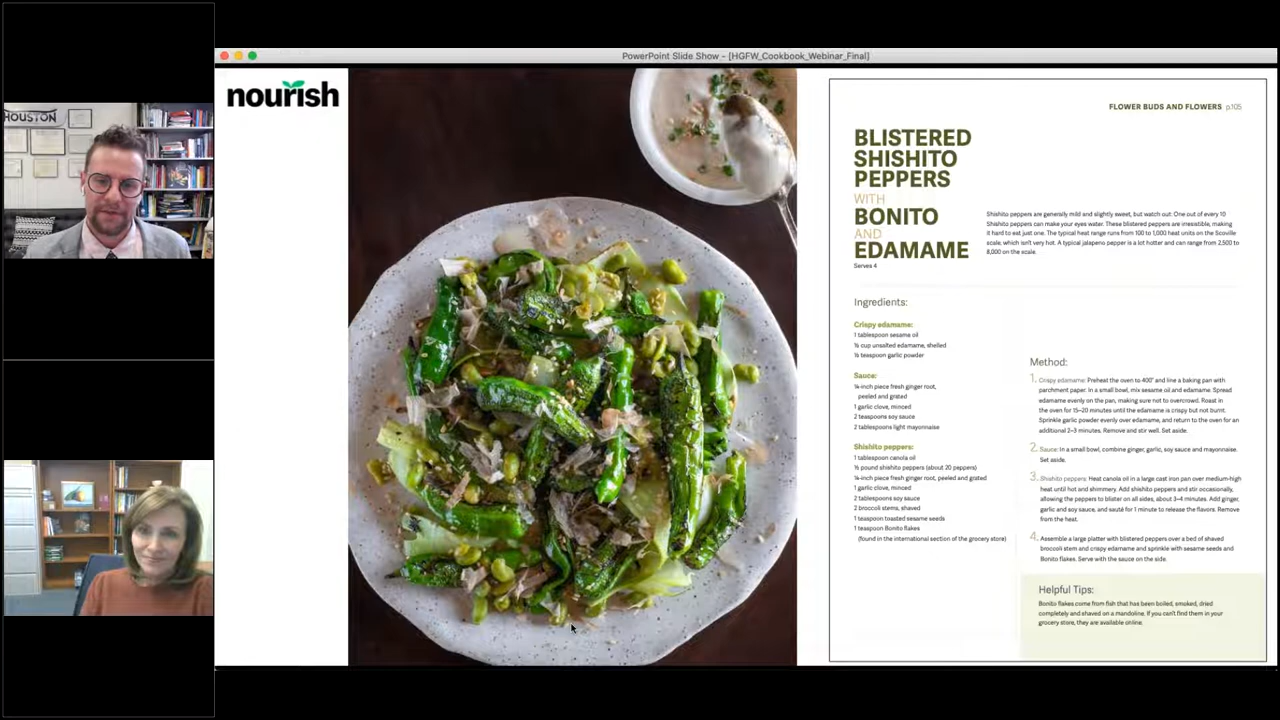 PowerPoint Slide Show - [HGFW_Cookbook_Webinar_Final]
HOUSTON
nourish
FLOWER BUDS AND FLOWERS p.105
BLISTERED
SHISHITO
PEPPERS
WITH
BONITO
AND
EDAMAME
Serves 4
Shishito peppers are generally mild and slightly sweet, but watch out: One out of every 10
Shishito peppers can make your eyes water. These blistered peppers are irresistible, making
it hard to eat just one. The typical heat range runs from 100 to 1,000 heat units on the Scoville
scale, which isn't very hot. A typical jalapeno pepper is a lot hotter and can range from 2,500 to
8,000 on the scale.
Ingredients:
Crispy edamame:
1 tablespoon sesame oil
½ cup unsalted edamame, shelled
teaspoon garlic powder
Sauce:
-inch piece fresh ginger root,
peeled and grated
1 garlic clove, minced
2 teaspoons soy sauce
2 tablespoons light mayonnaise
Shishito peppers:
1 tablespoon canola oil
½ pound shishito peppers (about 20 peppers)
-inch piece fresh ginger root, peeled and grated
1 garlic clove, minced
2 tablespoons soy sauce
2 broccoli stems, shaved
1 teaspoon toasted sesame seeds
1 teaspoon Bonito flakes
(found in the international section of the grocery store)
Method:
1. Crispy edamame: Preheat the oven to 400° and line a baking pan with
parchment paper. In a small bowl, mix sesame oil and edamame. Spread
edamame evenly on the pan, making sure not to overcrowd. Roast in
the oven for 15–20 minutes until the edamame is crispy but not burnt.
Sprinkle garlic powder evenly over edamame, and return to the oven for an
additional 2–3 minutes. Remove and stir well. Set aside.
2. Sauce: In a small bowl, combine ginger, garlic, soy sauce and mayonnaise.
Set aside.
3. Shishito peppers: Heat canola oil in a large cast iron pan over medium-high
heat until hot and shimmery. Add shishito peppers and stir occasionally,
allowing the peppers to blister on all sides, about 3–4 minutes. Add ginger,
garlic and soy sauce, and sauté for 1 minute to release the flavors. Remove
from the heat.
4. Assemble a large platter with blistered peppers over a bed of shaved
broccoli stem and crispy edamame and sprinkle with sesame seeds and
Bonito flakes. Serve with the sauce on the side.
Helpful Tips:
Bonito flakes come from fish that has been boiled, smoked, dried
completely and shaved on a mandoline. If you can't find them in your
grocery store, they are available online.